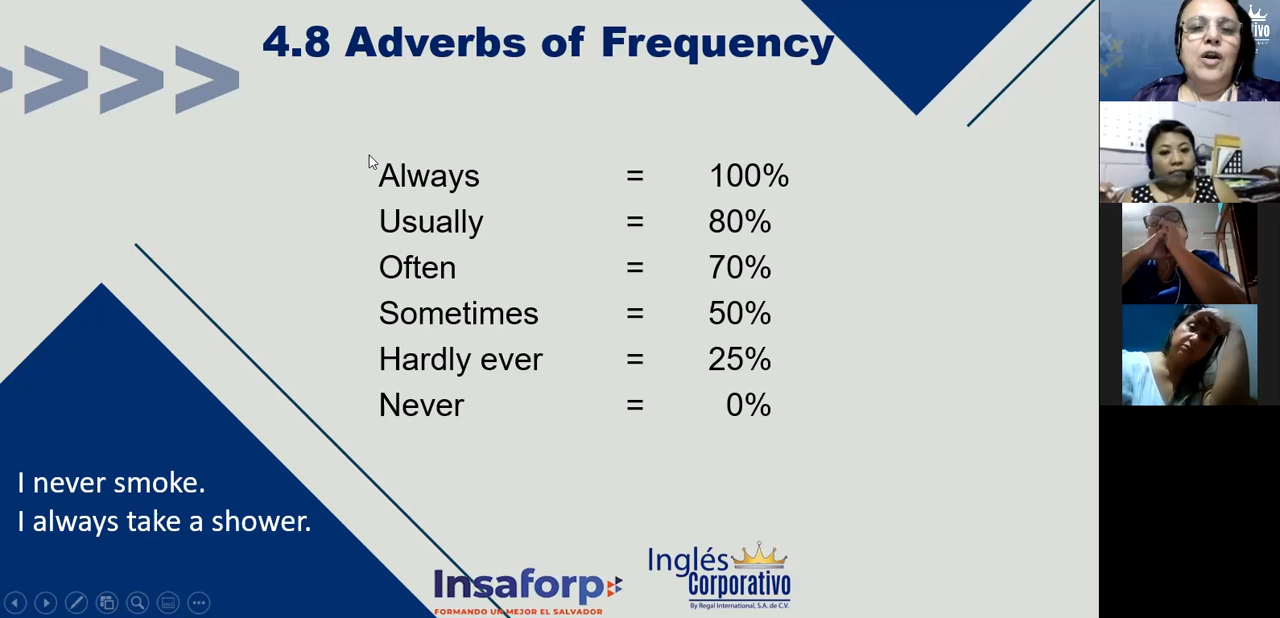 4.8 Adverbs of Frequency
Always = 100%
Usually = 80%
Often = 70%
Sometimes = 50%
Hardly ever = 25%
Never = 0%
I never smoke.
I always take a shower.
Insaforp
FORMANDO UN MEJOR EL SALVADOR
Inglés
Corporativo
By Regal International, S.A. de C.V.